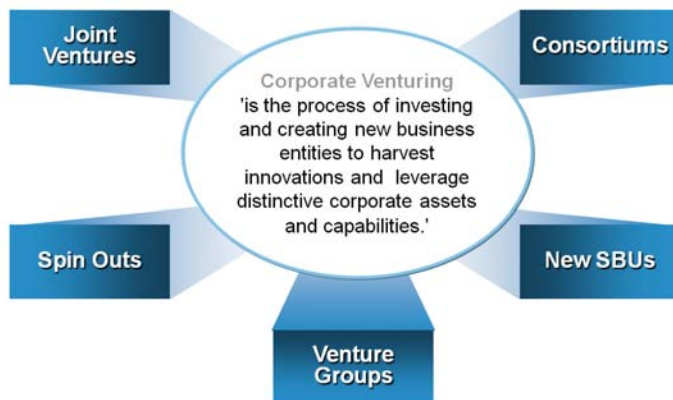 Joint
Ventures
Consortiums
Corporate Venturing
'is the process of investing
and creating new business
entities to harvest
innovations and leverage
distinctive corporate assets
and capabilities.'
Spin Outs
New SBUs
Venture
Groups